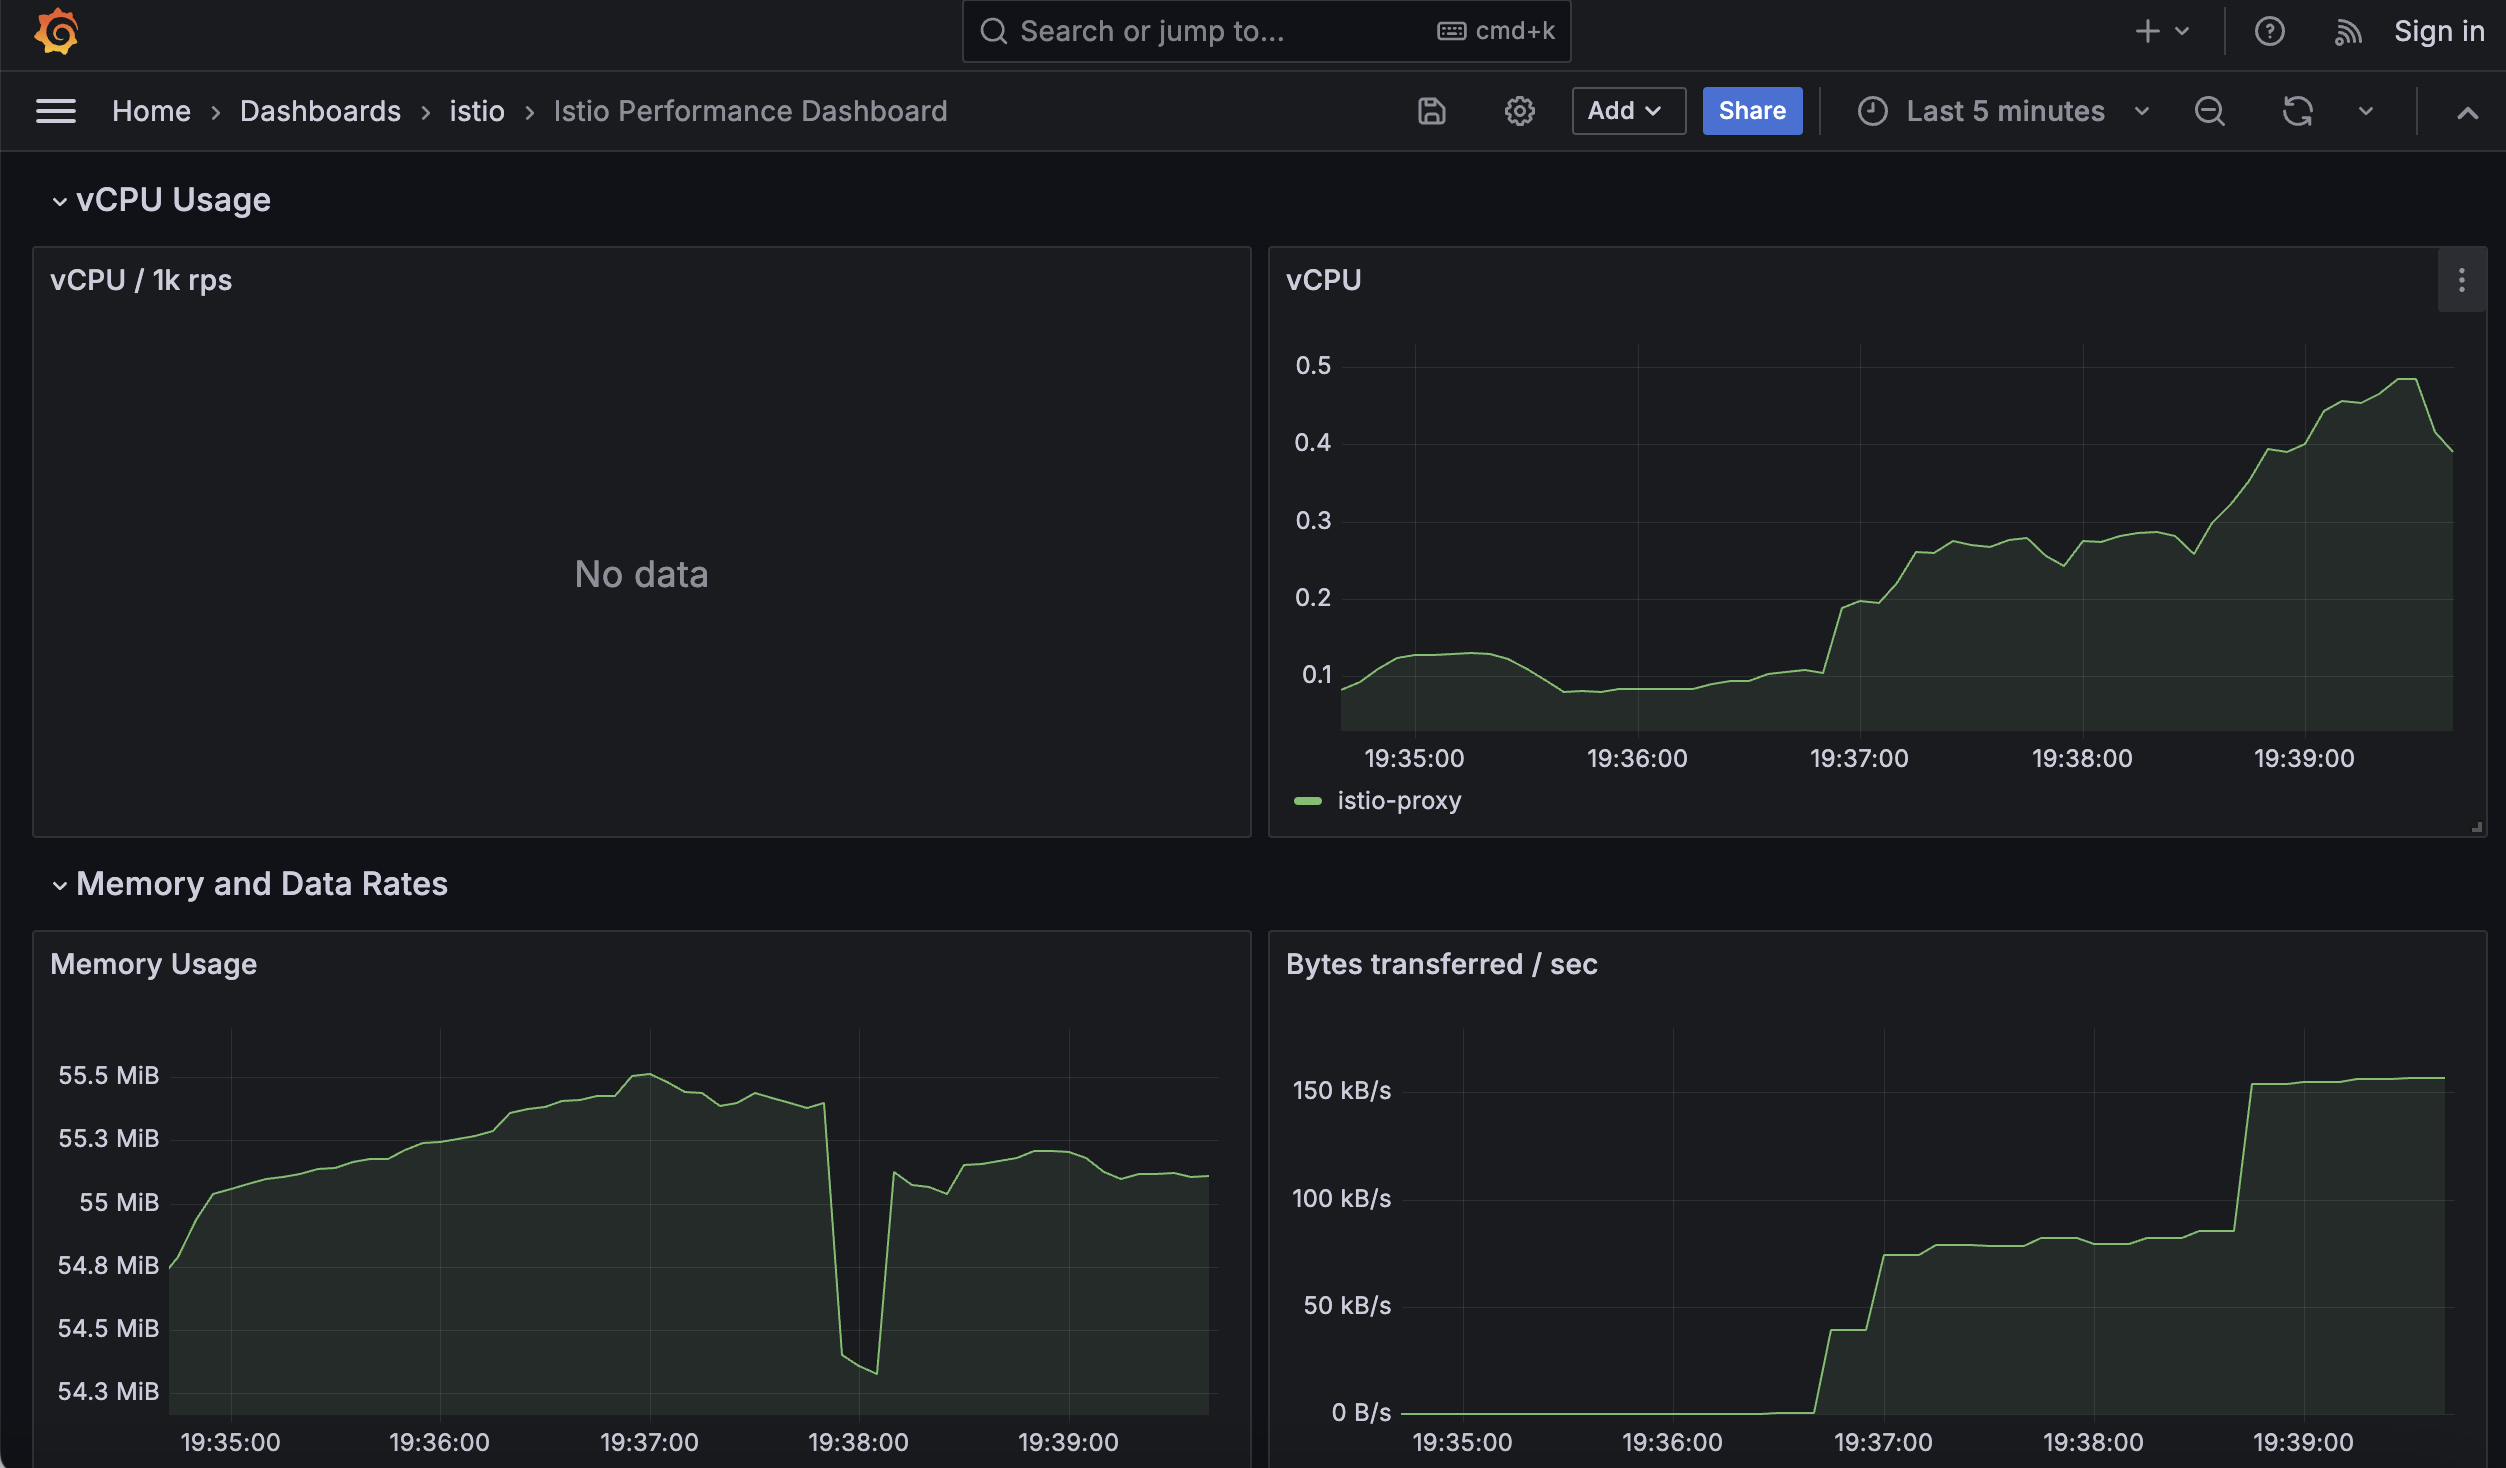 Search or jump to... cmd+k Sign in
Home › Dashboards › istio › Istio Performance Dashboard Add Share Last 5 minutes
vCPU Usage
vCPU / 1k rps
No data
vCPU
0.5
0.4
0.3
0.2
0.1
19:35:00 19:36:00 19:37:00 19:38:00 19:39:00
istio-proxy
Memory and Data Rates
Memory Usage
55.5 MiB
55.3 MiB
55 MiB
54.8 MiB
54.5 MiB
54.3 MiB
19:35:00 19:36:00 19:37:00 19:38:00 19:39:00
Bytes transferred / sec
150 kB/s
100 kB/s
50 kB/s
0 B/s
19:35:00 19:36:00 19:37:00 19:38:00 19:39:00